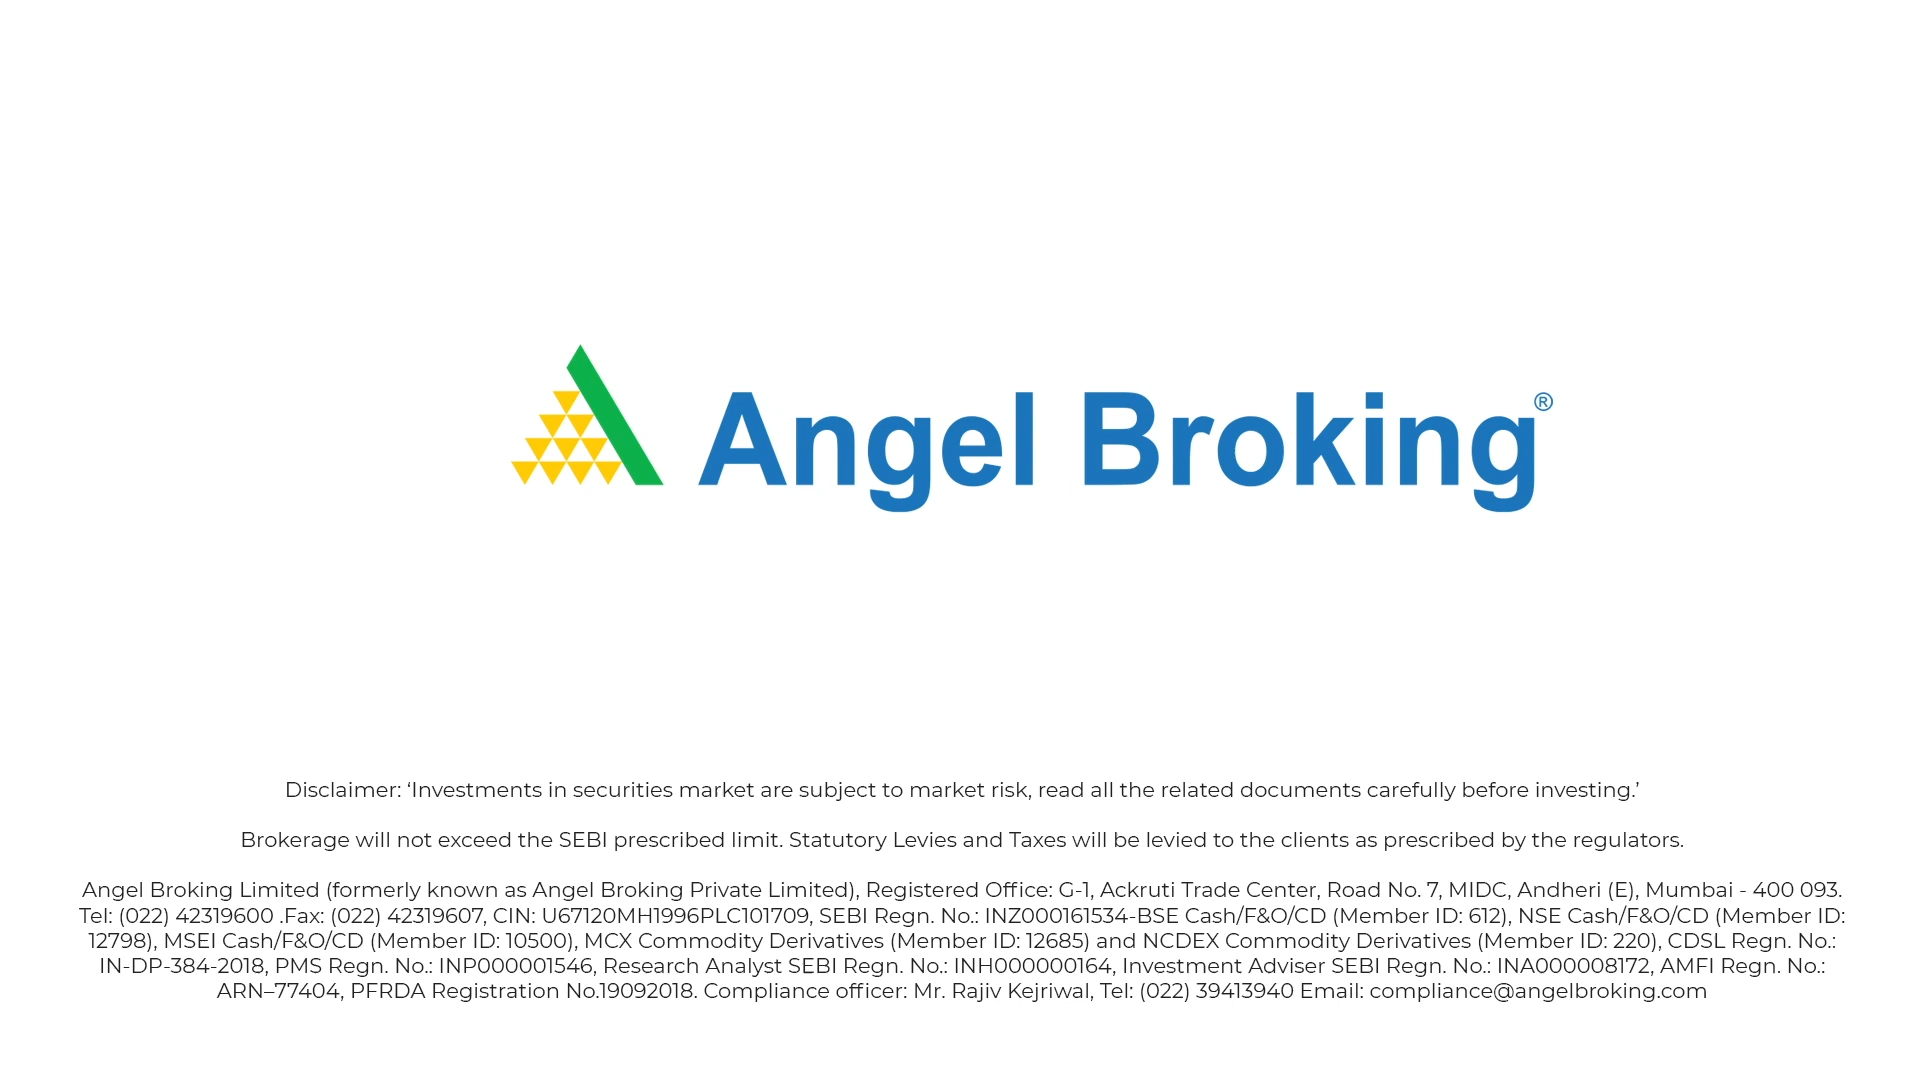 Angel Broking®
Disclaimer: ‘Investments in securities market are subject to market risk, read all the related documents carefully before investing.’
Brokerage will not exceed the SEBI prescribed limit. Statutory Levies and Taxes will be levied to the clients as prescribed by the regulators.
Angel Broking Limited (formerly known as Angel Broking Private Limited), Registered Office: G-1, Ackruti Trade Center, Road No. 7, MIDC, Andheri (E), Mumbai - 400 093.
Tel: (022) 42319600 .Fax: (022) 42319607, CIN: U67120MH1996PLC101709, SEBI Regn. No.: INZ000161534-BSE Cash/F&O/CD (Member ID: 612), NSE Cash/F&O/CD (Member ID:
12798), MSEI Cash/F&O/CD (Member ID: 10500), MCX Commodity Derivatives (Member ID: 12685) and NCDEX Commodity Derivatives (Member ID: 220), CDSL Regn. No.:
IN-DP-384-2018, PMS Regn. No.: INP000001546, Research Analyst SEBI Regn. No.: INH000000164, Investment Adviser SEBI Regn. No.: INA000008172, AMFI Regn. No.:
ARN–77404, PFRDA Registration No.19092018. Compliance officer: Mr. Rajiv Kejriwal, Tel: (022) 39413940 Email: compliance@angelbroking.com